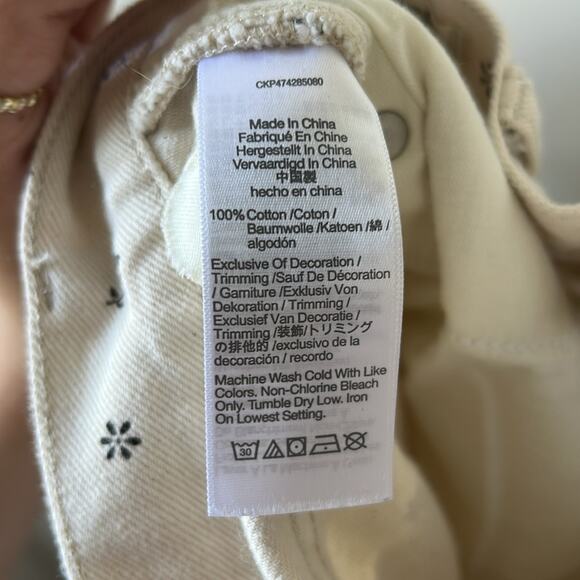 CKP474285080
Made In China
Fabriqué En Chine
Hergestellt In China
Vervaardigd In China
中国製
hecho en china
100% Cotton /Coton /
Baumwolle /Katoen /綿 /
algodón
Exclusive Of Decoration /
Trimming /Sauf De Décoration
/ Garniture /Exklusiv Von
Dekoration / Trimming /
Exclusief Van Decoratie /
Trimming /装飾/トリミング
の排他的 /exclusivo de la
decoración / recordo
Machine Wash Cold With Like
Colors. Non-Chlorine Bleach
Only. Tumble Dry Low. Iron
On Lowest Setting.
30